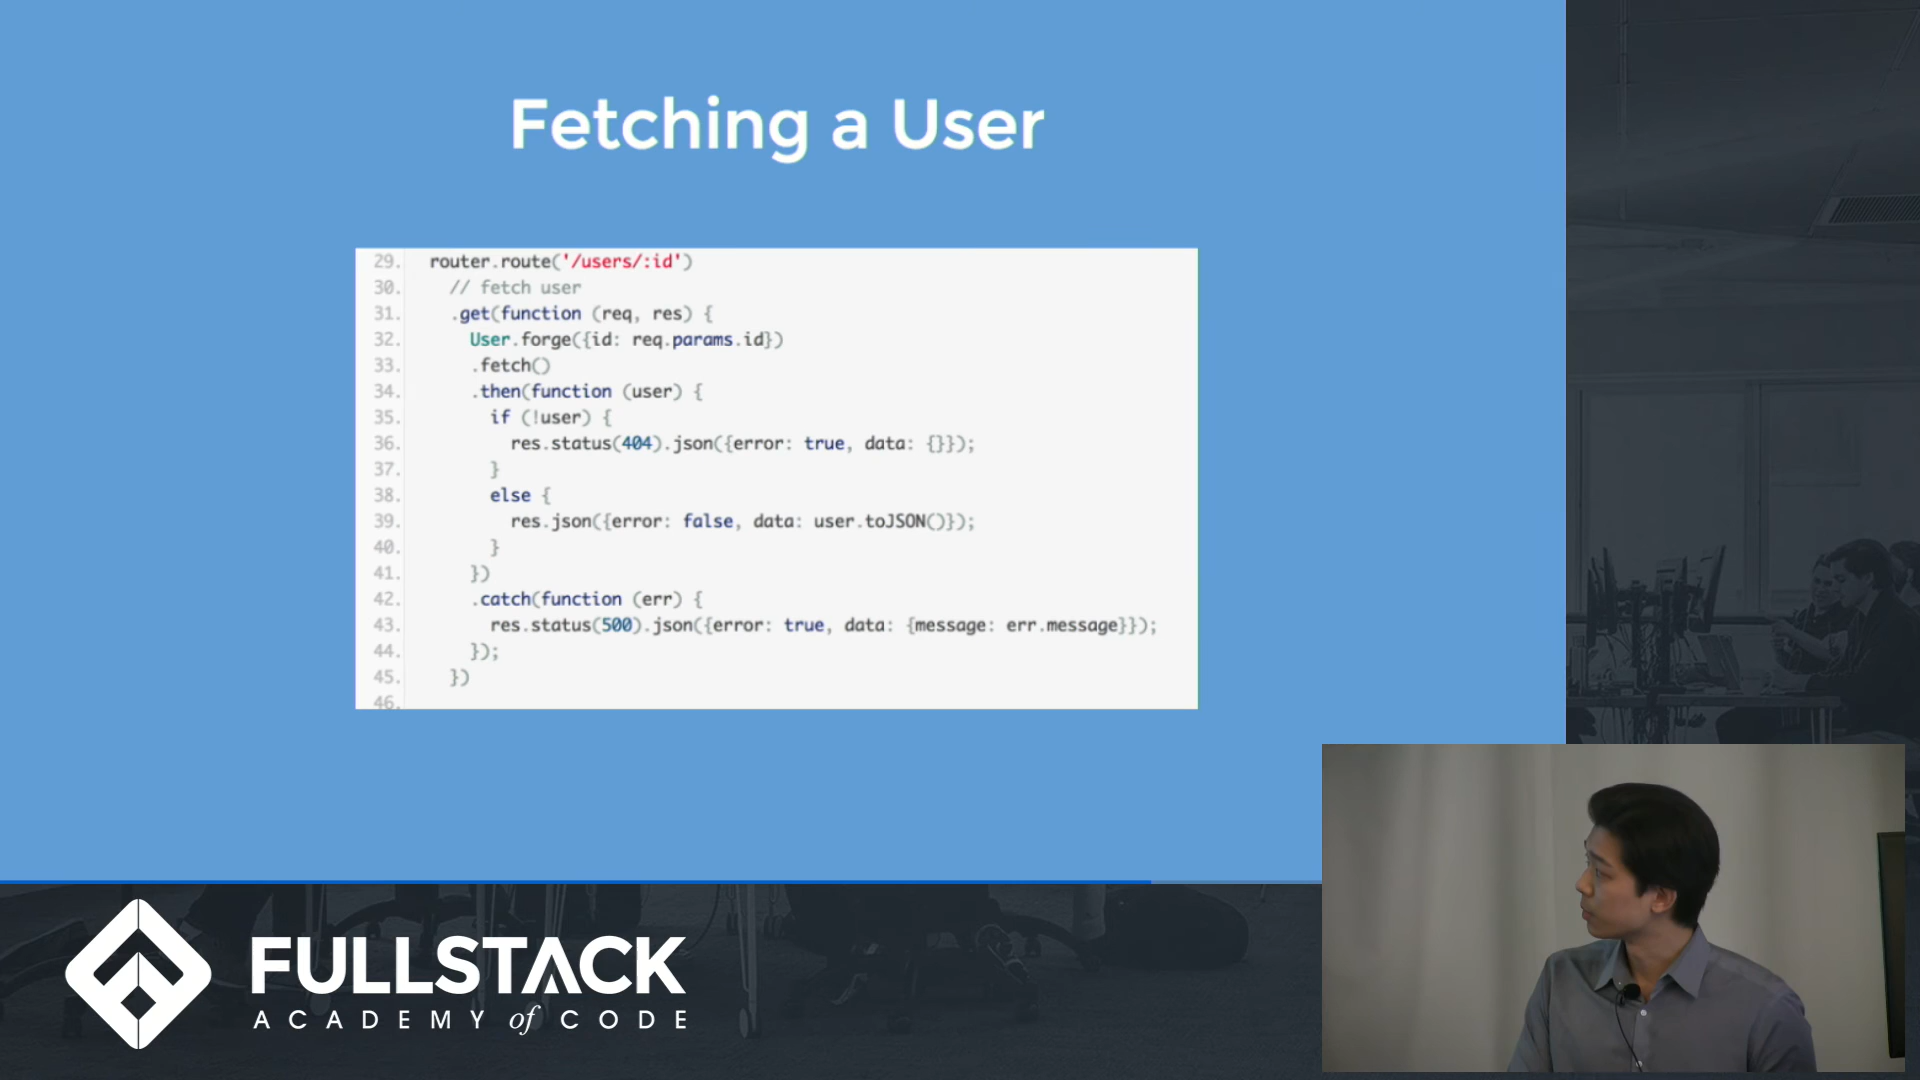 Fetching a User
29. router.route('/users/:id')
30. // fetch user
31. .get(function (req, res) {
32. User.forge({id: req.params.id})
33. .fetch()
34. .then(function (user) {
35. if (!user) {
36. res.status(404).json({error: true, data: {}});
37. }
38. else {
39. res.json({error: false, data: user.toJSON()});
40. }
41. })
42. .catch(function (err) {
43. res.status(500).json({error: true, data: {message: err.message}});
44. });
45. })
46.
FULLSTACK
ACADEMY of CODE